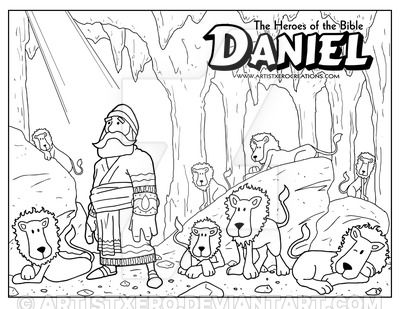 The Heroes of the Bible
DANIEL
WWW.ARTISTXEROCREATIONS.COM
© ARTISTXERO.DEVIANTART.COM